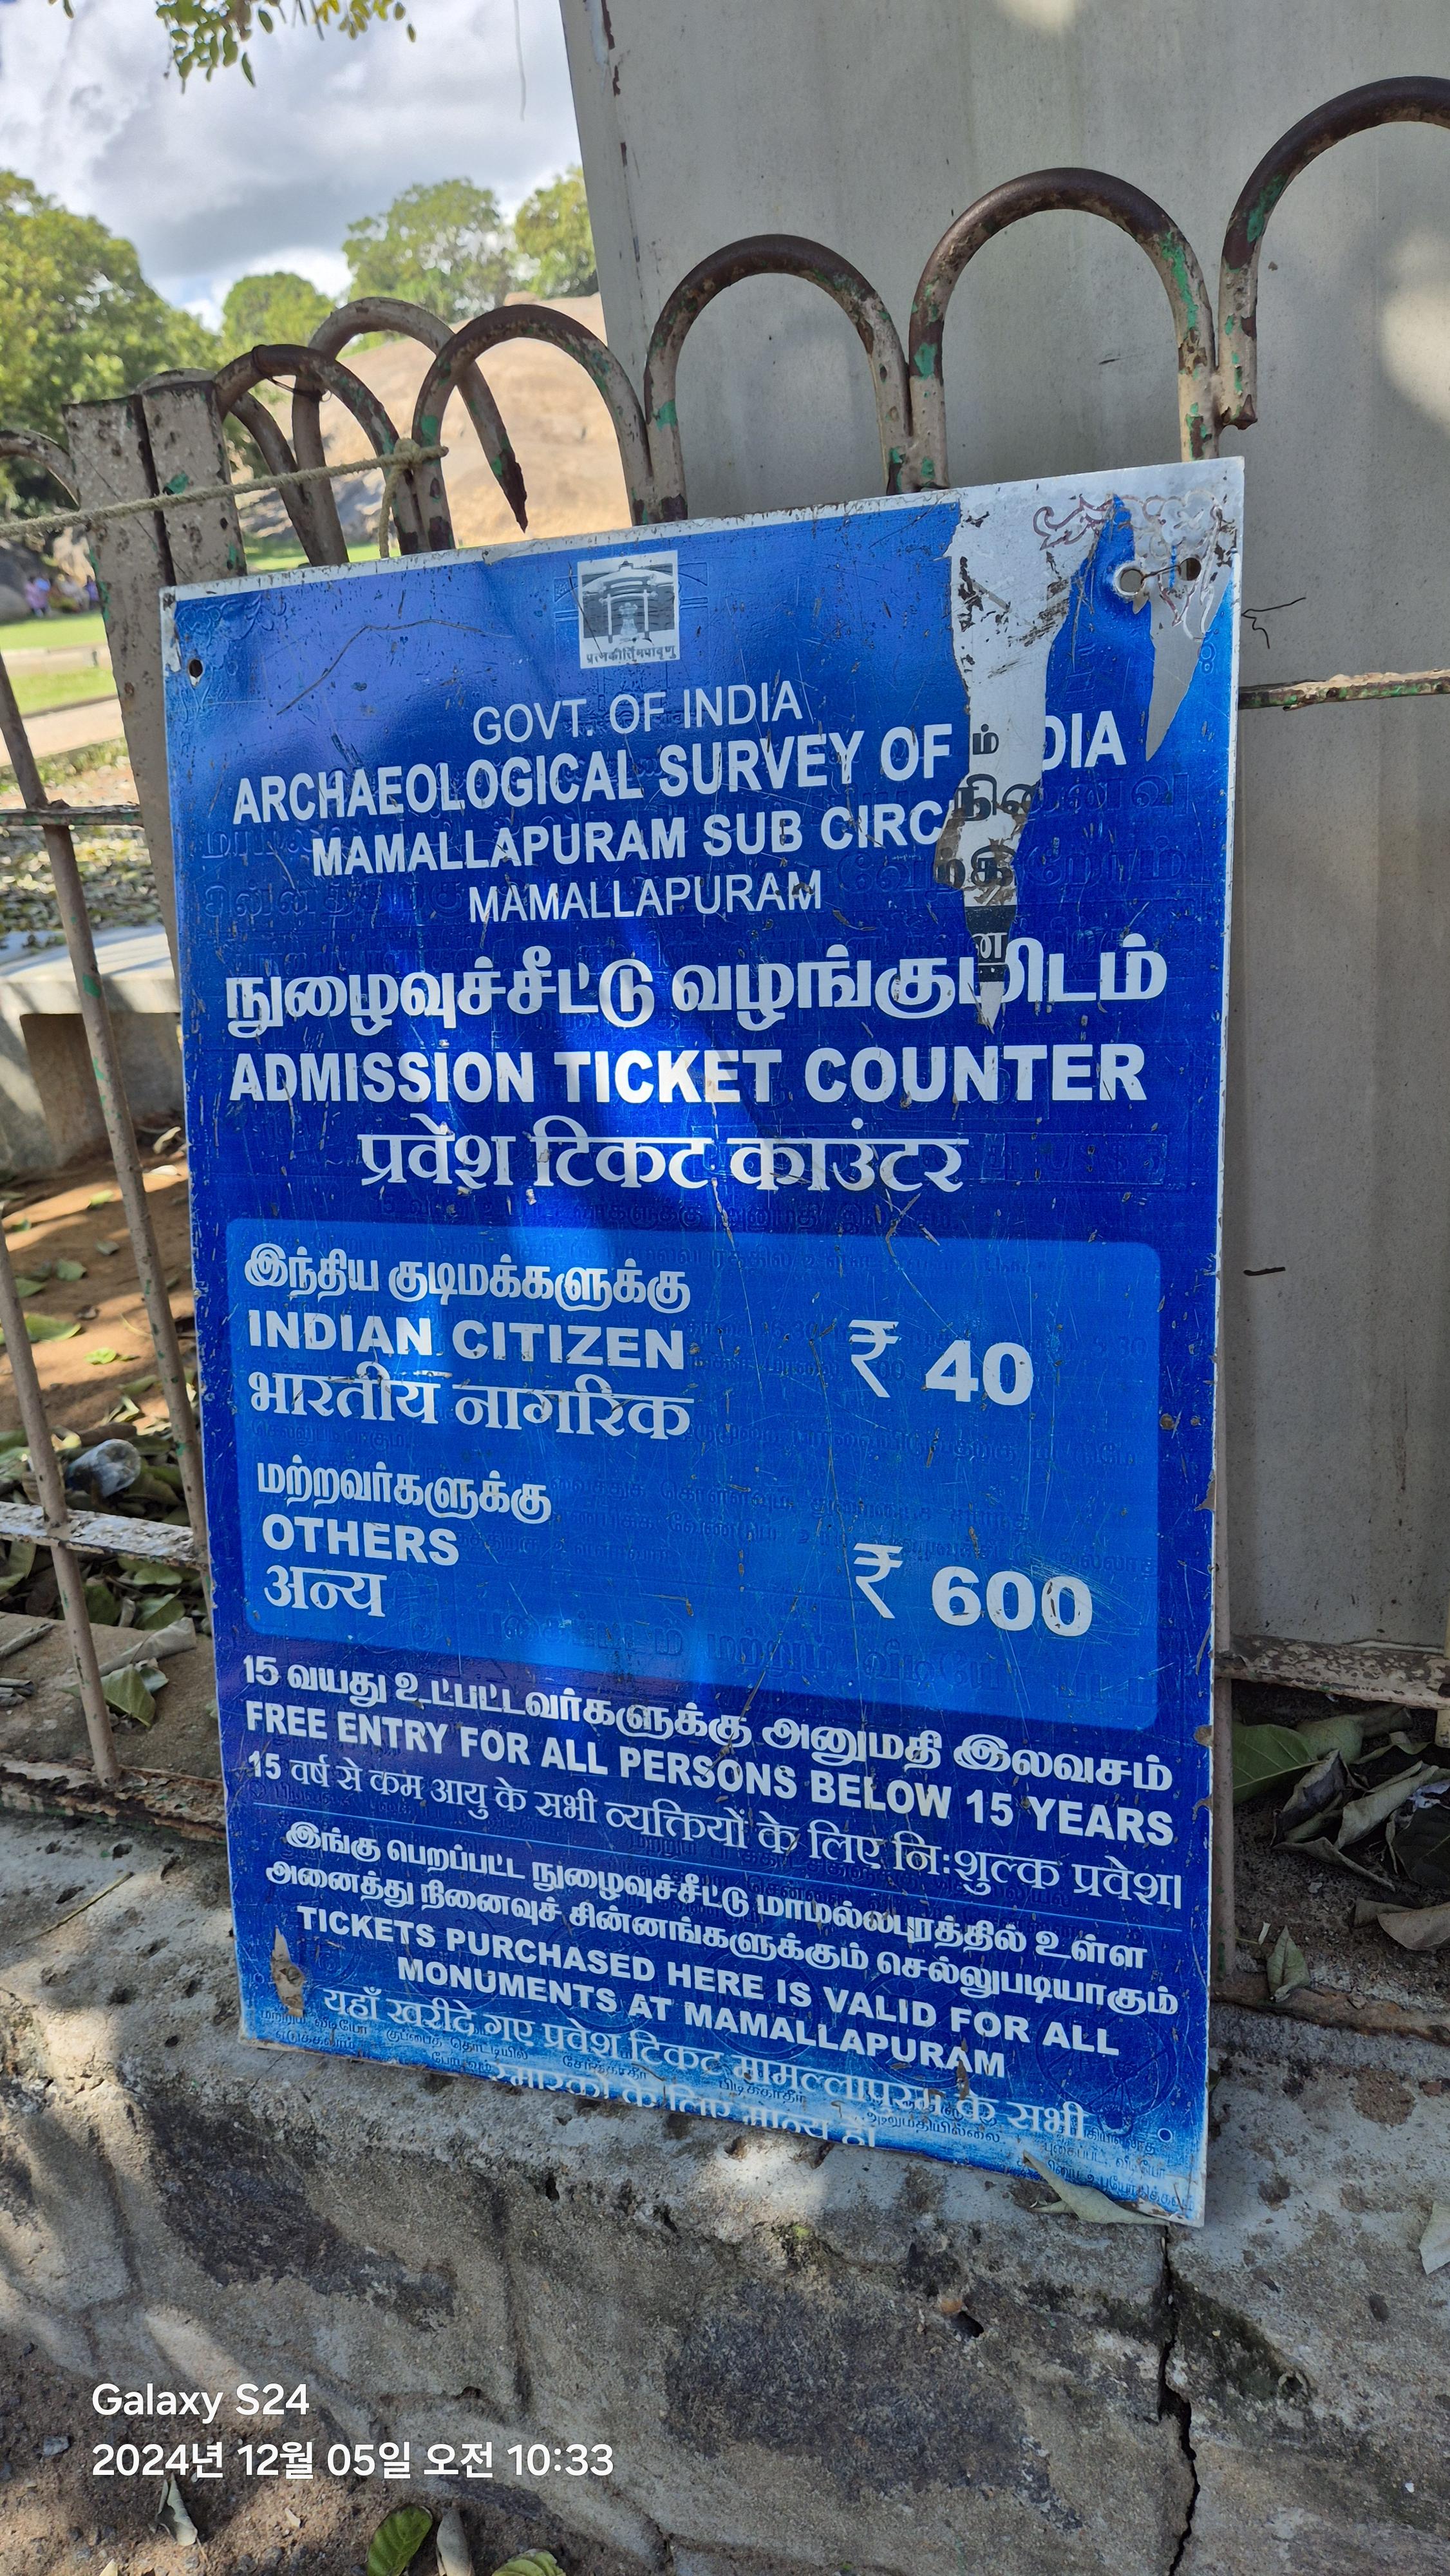 प्रत्नकीर्तिमपावृणु
GOVT. OF INDIA
ARCHAEOLOGICAL SURVEY OF DIA
MAMALLAPURAM SUB CIRC
MAMALLAPURAM
நுழைவுச்சீட்டு வழங்குமிடம்
ADMISSION TICKET COUNTER
प्रवेश टिकट काउंटर
இந்திய குடிமக்களுக்கு
INDIAN CITIZEN ₹ 40
भारतीय नागरिक
மற்றவர்களுக்கு
OTHERS ₹ 600
अन्य
15 வயது உட்பட்டவர்களுக்கு அனுமதி இலவசம்
FREE ENTRY FOR ALL PERSONS BELOW 15 YEARS
15 वर्ष से कम आयु के सभी व्यक्तियों के लिए नि:शुल्क प्रवेश।
இங்கு பெறப்பட்ட நுழைவுச்சீட்டு மாமல்லபுரத்தில் உள்ள
அனைத்து நினைவுச் சின்னங்களுக்கும் செல்லுபடியாகும்
TICKETS PURCHASED HERE IS VALID FOR ALL
MONUMENTS AT MAMALLAPURAM
यहाँ खरीदे गए प्रवेश टिकट मामल्लापुरम के सभी
स्मारकों के लिए मान्य है।
Galaxy S24
2024년 12월 05일 오전 10:33